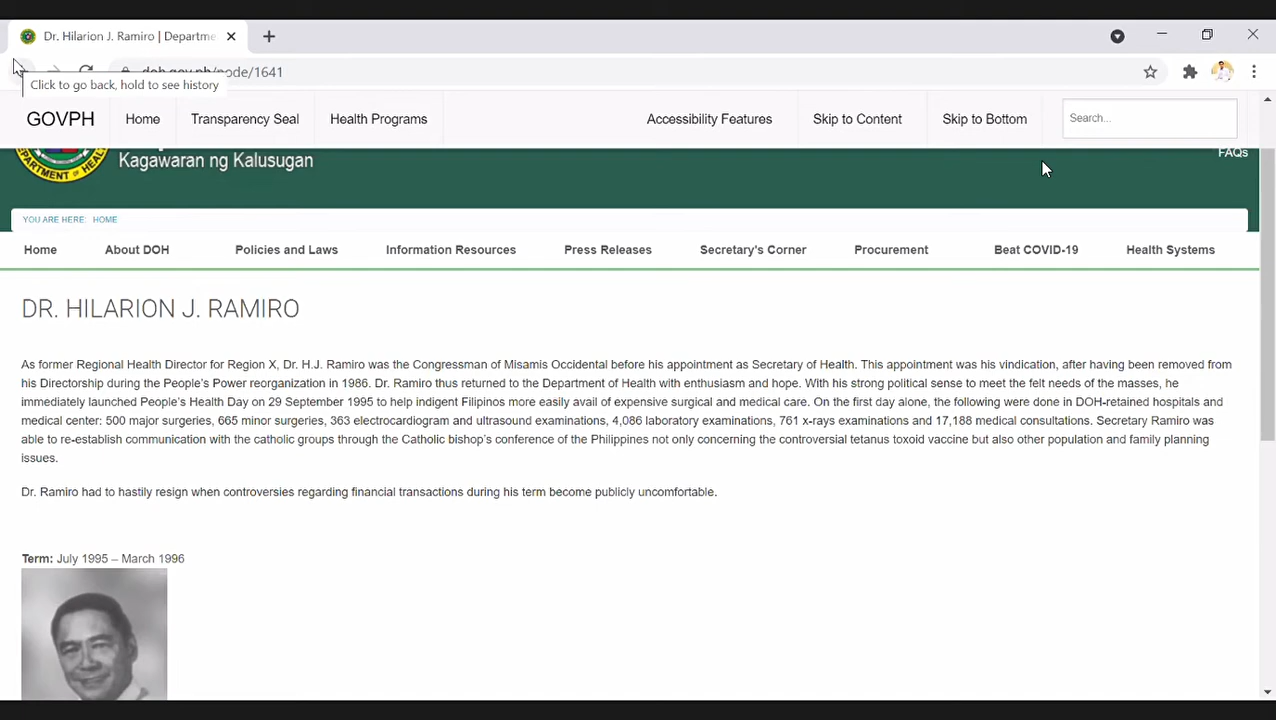 Dr. Hilarion J. Ramiro | Departme
doh.gov.ph/node/1641
Click to go back, hold to see history
GOVPH Home Transparency Seal Health Programs Accessibility Features Skip to Content Skip to Bottom Search...
DEPARTMENT OF HEALTH
Kagawaran ng Kalusugan
FAQs
YOU ARE HERE: HOME
Home About DOH Policies and Laws Information Resources Press Releases Secretary's Corner Procurement Beat COVID-19 Health Systems
DR. HILARION J. RAMIRO
As former Regional Health Director for Region X, Dr. H.J. Ramiro was the Congressman of Misamis Occidental before his appointment as Secretary of Health. This appointment was his vindication, after having been removed from
his Directorship during the People's Power reorganization in 1986. Dr. Ramiro thus returned to the Department of Health with enthusiasm and hope. With his strong political sense to meet the felt needs of the masses, he
immediately launched People's Health Day on 29 September 1995 to help indigent Filipinos more easily avail of expensive surgical and medical care. On the first day alone, the following were done in DOH-retained hospitals and
medical center: 500 major surgeries, 665 minor surgeries, 363 electrocardiogram and ultrasound examinations, 4,086 laboratory examinations, 761 x-rays examinations and 17,188 medical consultations. Secretary Ramiro was
able to re-establish communication with the catholic groups through the Catholic bishop's conference of the Philippines not only concerning the controversial tetanus toxoid vaccine but also other population and family planning
issues.
Dr. Ramiro had to hastily resign when controversies regarding financial transactions during his term become publicly uncomfortable.
Term: July 1995 – March 1996